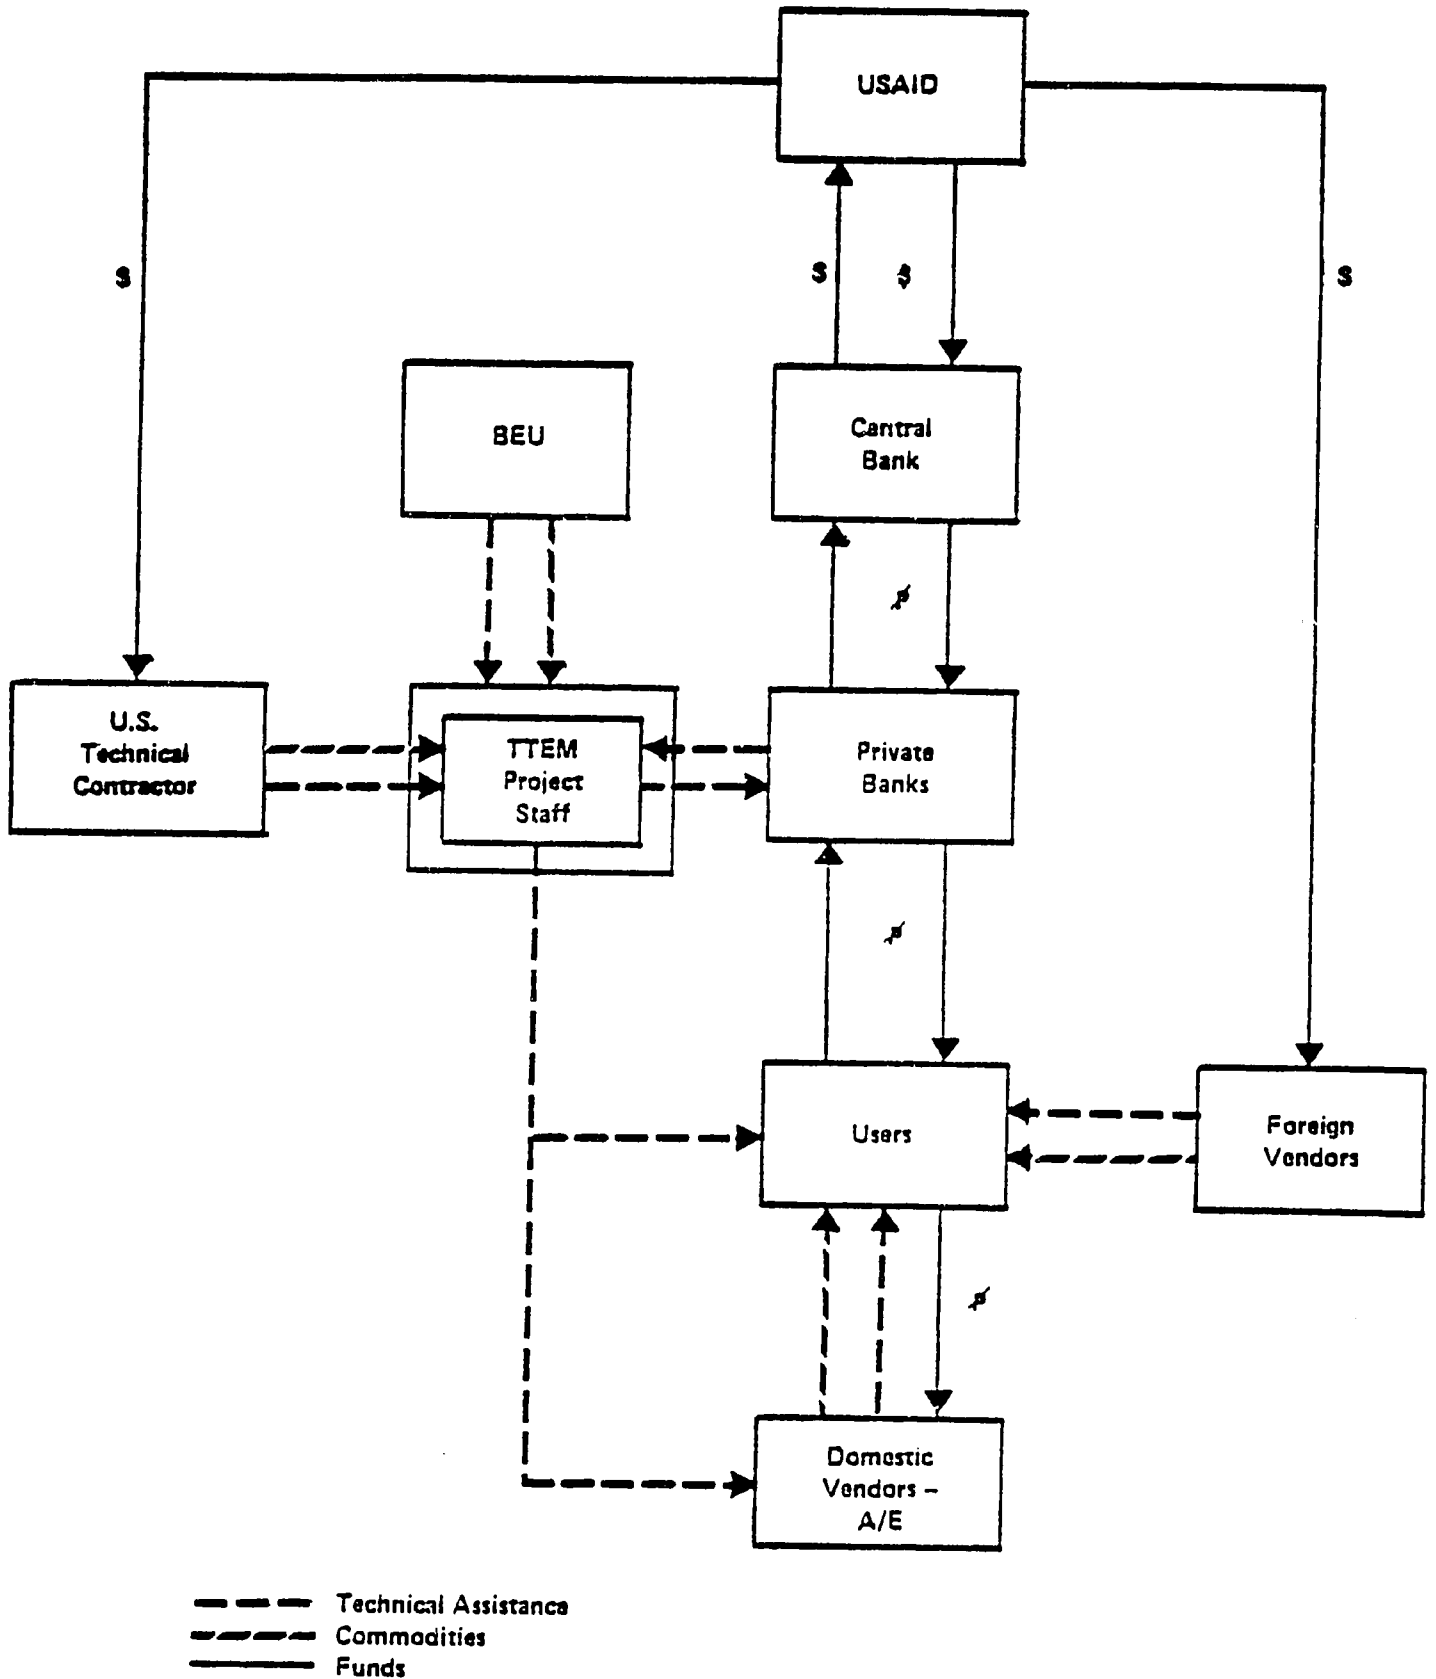 USAID
$
$
$
$
BEU
Central
Bank
₱
U.S.
Technical
Contractor
TTEM
Project
Staff
Private
Banks
₱
Users
Foreign
Vendors
₱
Domestic
Vendors –
A/E
Technical Assistance
Commodities
Funds